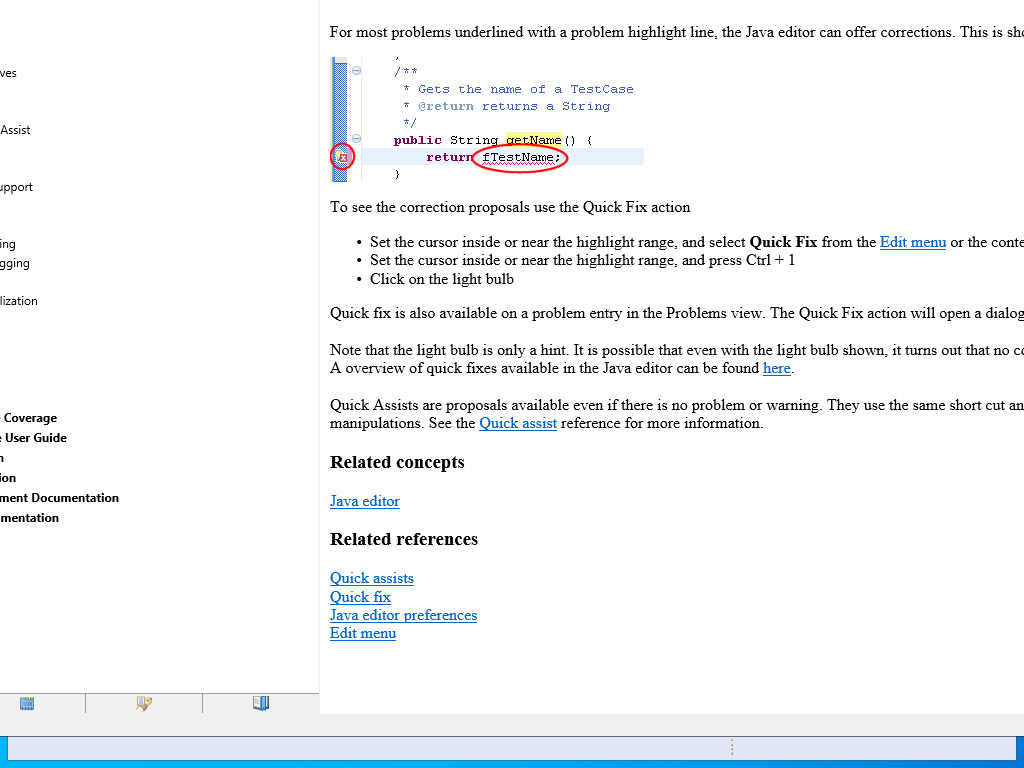 For most problems underlined with a problem highlight line, the Java editor can offer corrections. This is
ves
Assist
upport
ing
gging
lization
Coverage
User Guide
n
ion
ment Documentation
mentation
/**
* Gets the name of a TestCase
* @return returns a String
*/
public String getName() {
return fTestName;
}
To see the correction proposals use the Quick Fix action
• Set the cursor inside or near the highlight range, and select Quick Fix from the Edit menu or the conte
• Set the cursor inside or near the highlight range, and press Ctrl + 1
• Click on the light bulb
Quick fix is also available on a problem entry in the Problems view. The Quick Fix action will open a dialog
Note that the light bulb is only a hint. It is possible that even with the light bulb shown, it turns out that no co
A overview of quick fixes available in the Java editor can be found here.
Quick Assists are proposals available even if there is no problem or warning. They use the same short cut an
manipulations. See the Quick assist reference for more information.
Related concepts
Java editor
Related references
Quick assists
Quick fix
Java editor preferences
Edit menu